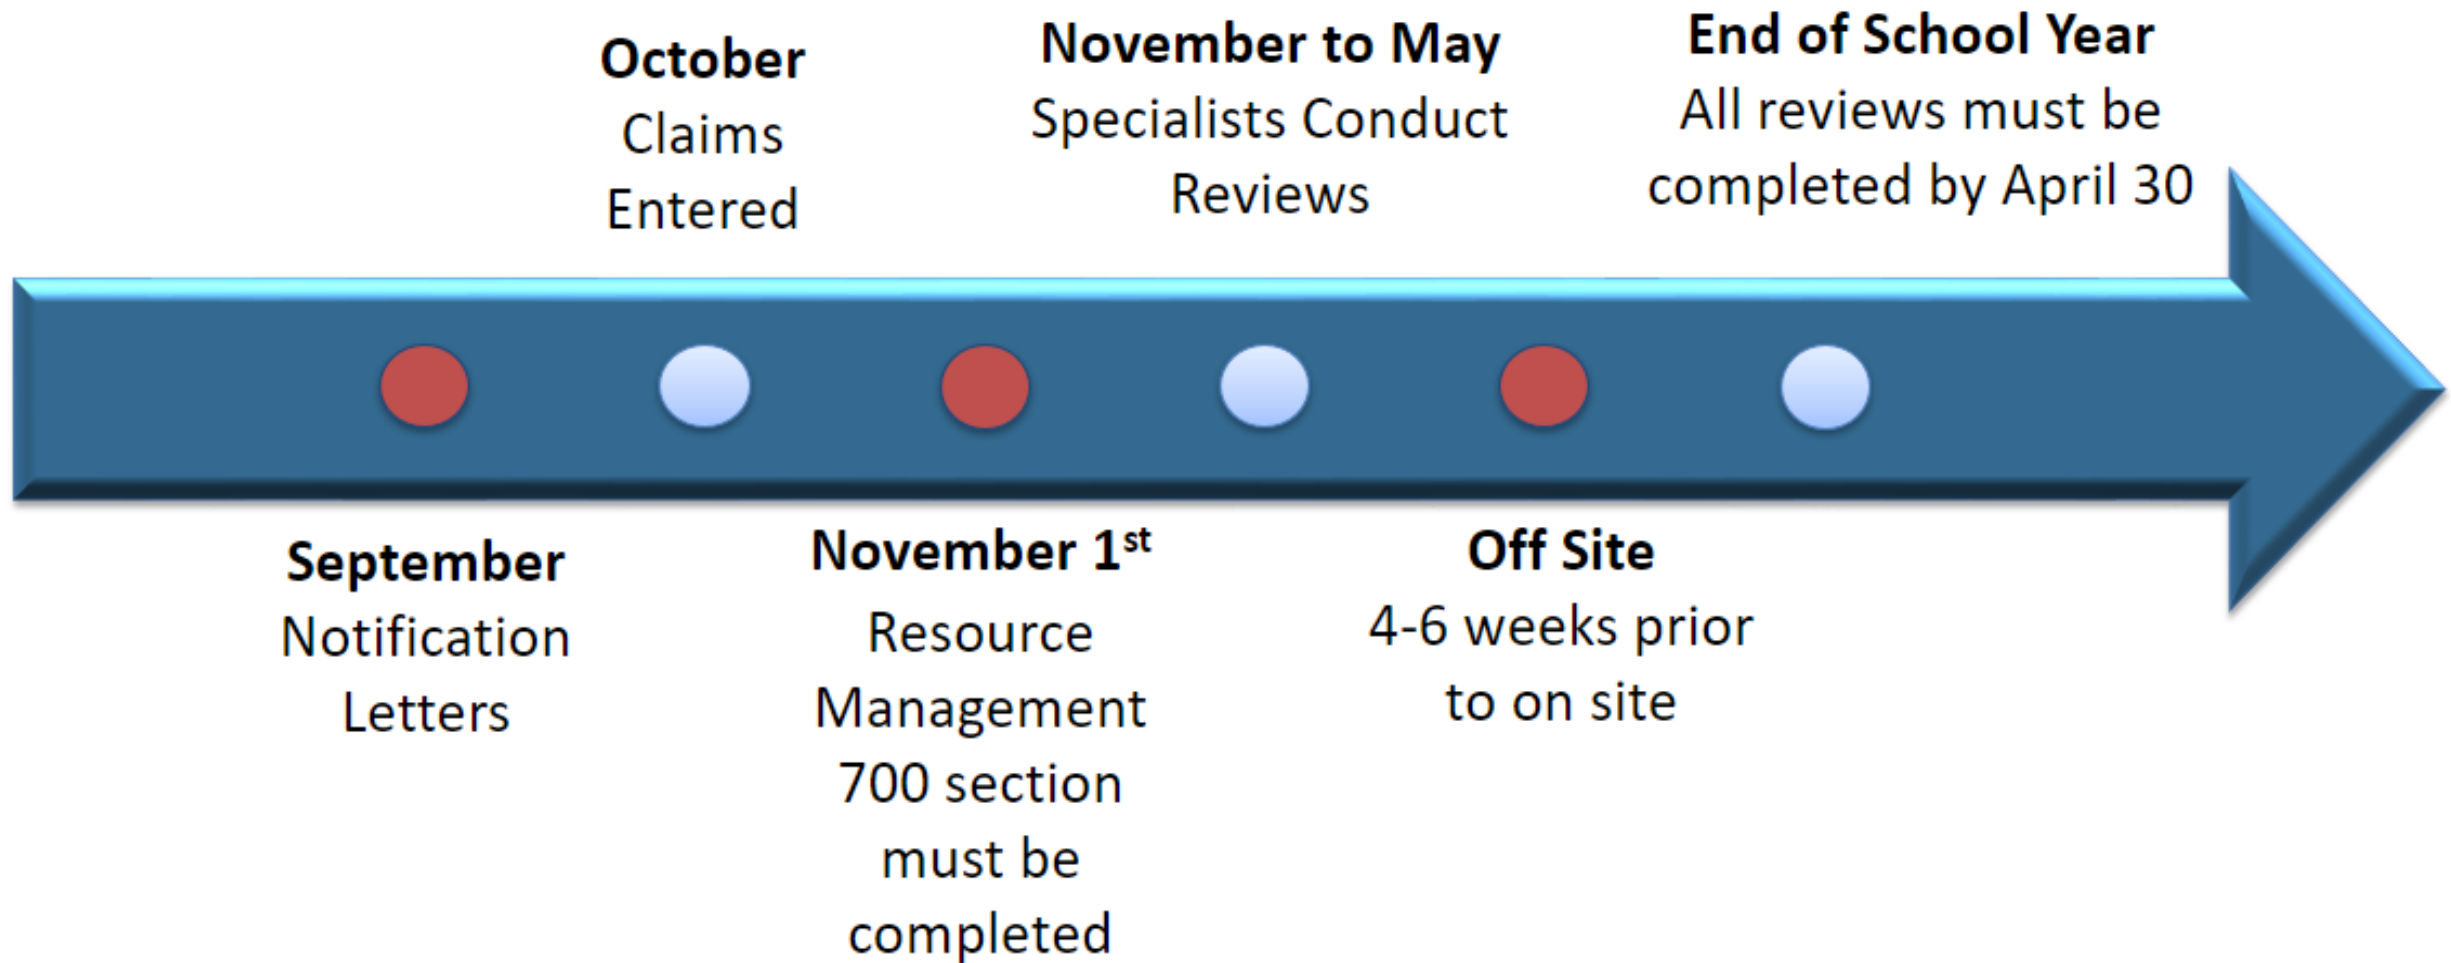 October
Claims
Entered
November to May
Specialists Conduct
Reviews
End of School Year
All reviews must be
completed by April 30
September
Notification
Letters
November 1st
Resource
Management
700 section
must be
completed
Off Site
4-6 weeks prior
to on site